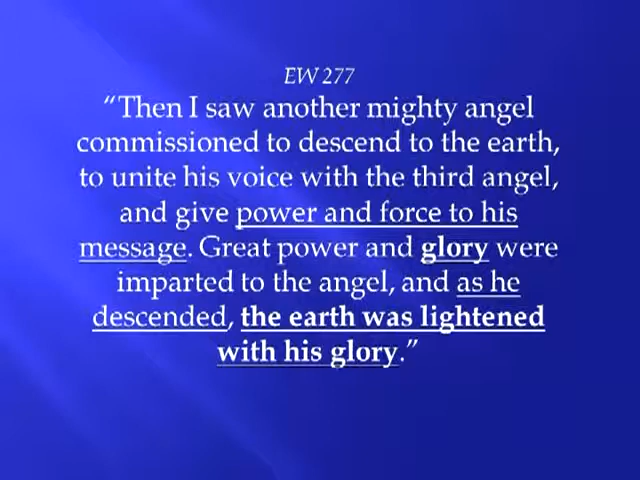 EW 277
“Then I saw another mighty angel
commissioned to descend to the earth,
to unite his voice with the third angel,
and give power and force to his
message. Great power and glory were
imparted to the angel, and as he
descended, the earth was lightened
with his glory.”